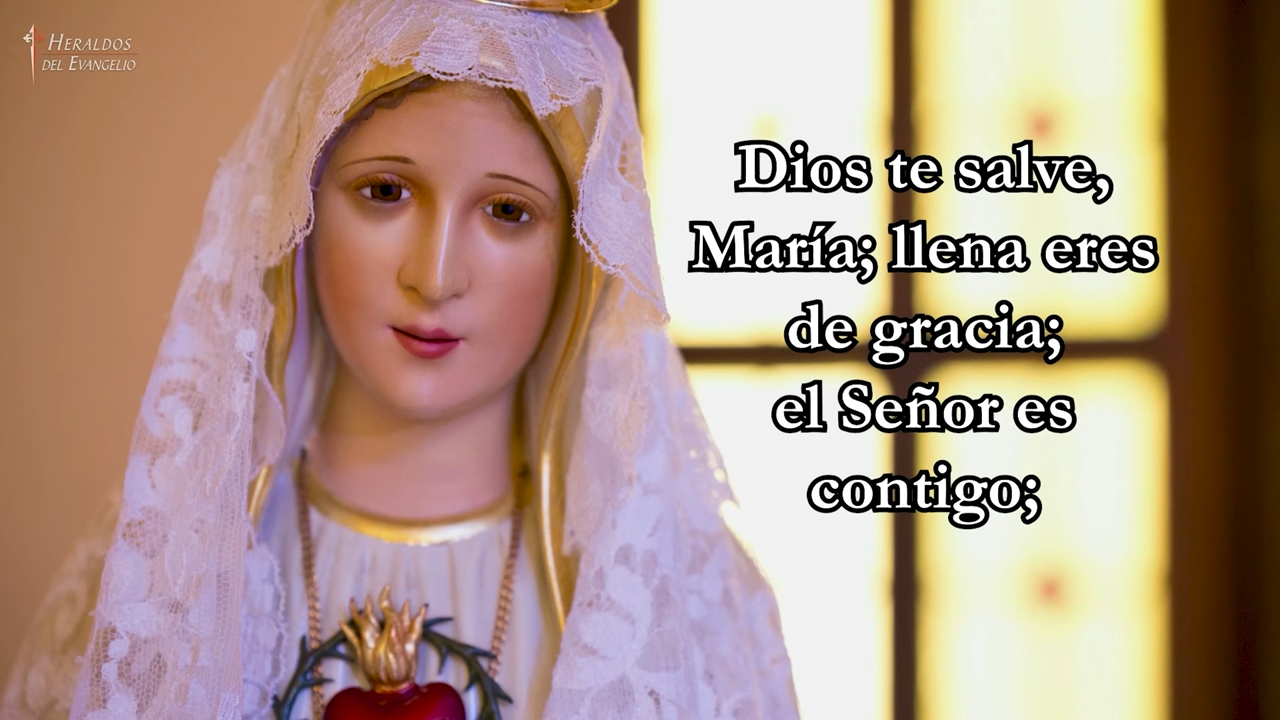 HERALDOS
DEL EVANGELIO
Dios te salve,
María; llena eres
de gracia;
el Señor es
contigo;